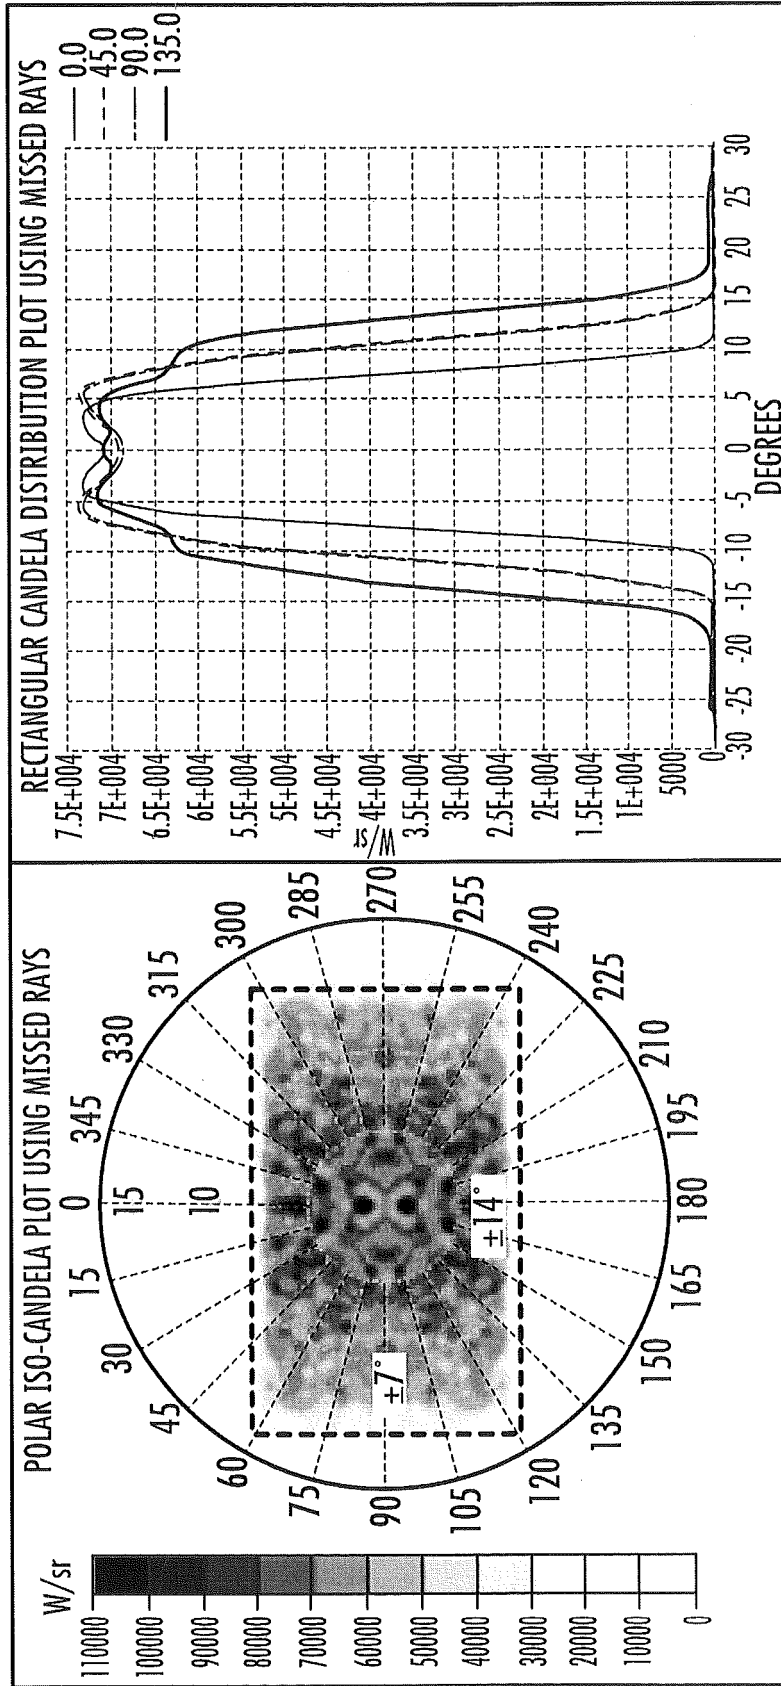 POLAR ISO-CANDELA PLOT USING MISSED RAYS
W/sr
110000
100000
90000
80000
70000
60000
50000
40000
30000
20000
10000
0
0
15
10
345
330
315
300
285
270
255
240
225
210
195
180
165
150
135
120
105
90
75
60
45
30
15
±7°
±14°
RECTANGULAR CANDELA DISTRIBUTION PLOT USING MISSED RAYS
0.0
45.0
90.0
135.0
7.5E+004
7E+004
6.5E+004
6E+004
5.5E+004
5E+004
4.5E+004
4E+004
3.5E+004
3E+004
2.5E+004
2E+004
1.5E+004
1E+004
5000
0
W/sr
-30 -25 -20 -15 -10 -5 0 5 10 15 20 25 30
DEGREES